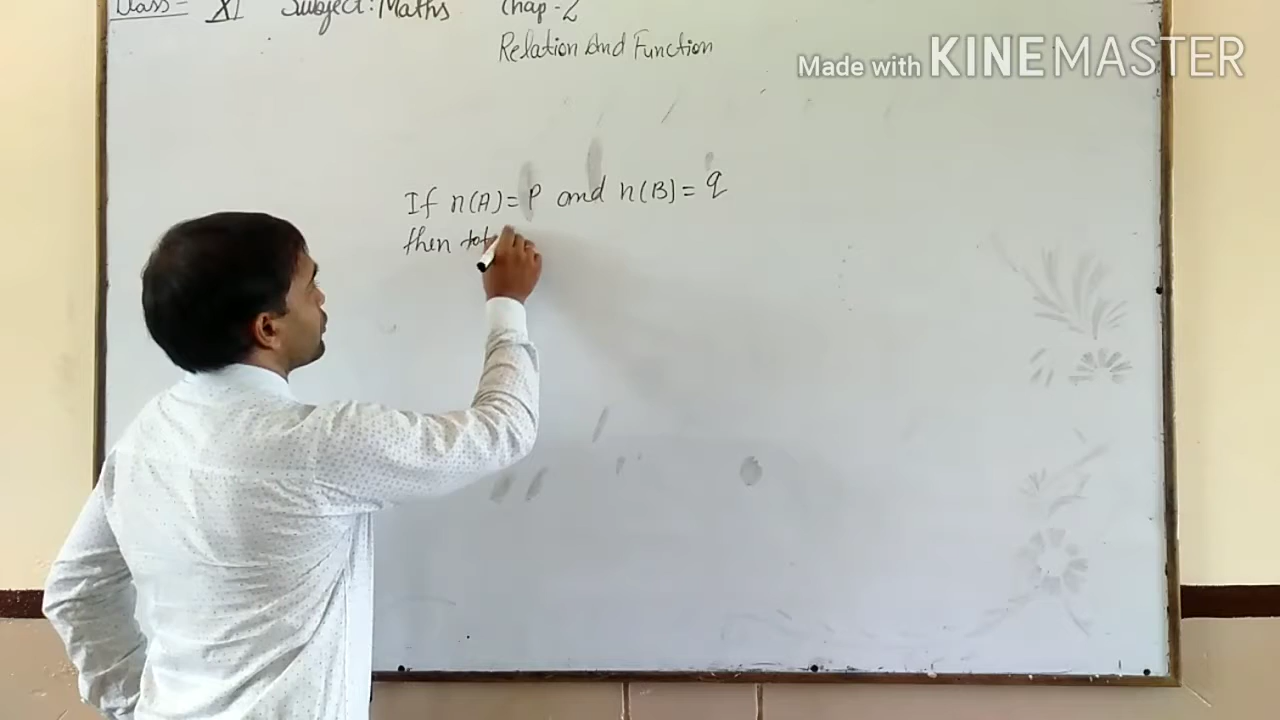 Class = XI Subject : Maths Chap - 2
Relation And Function
Made with KINEMASTER
If n(A) = P and n(B) = q
then tot